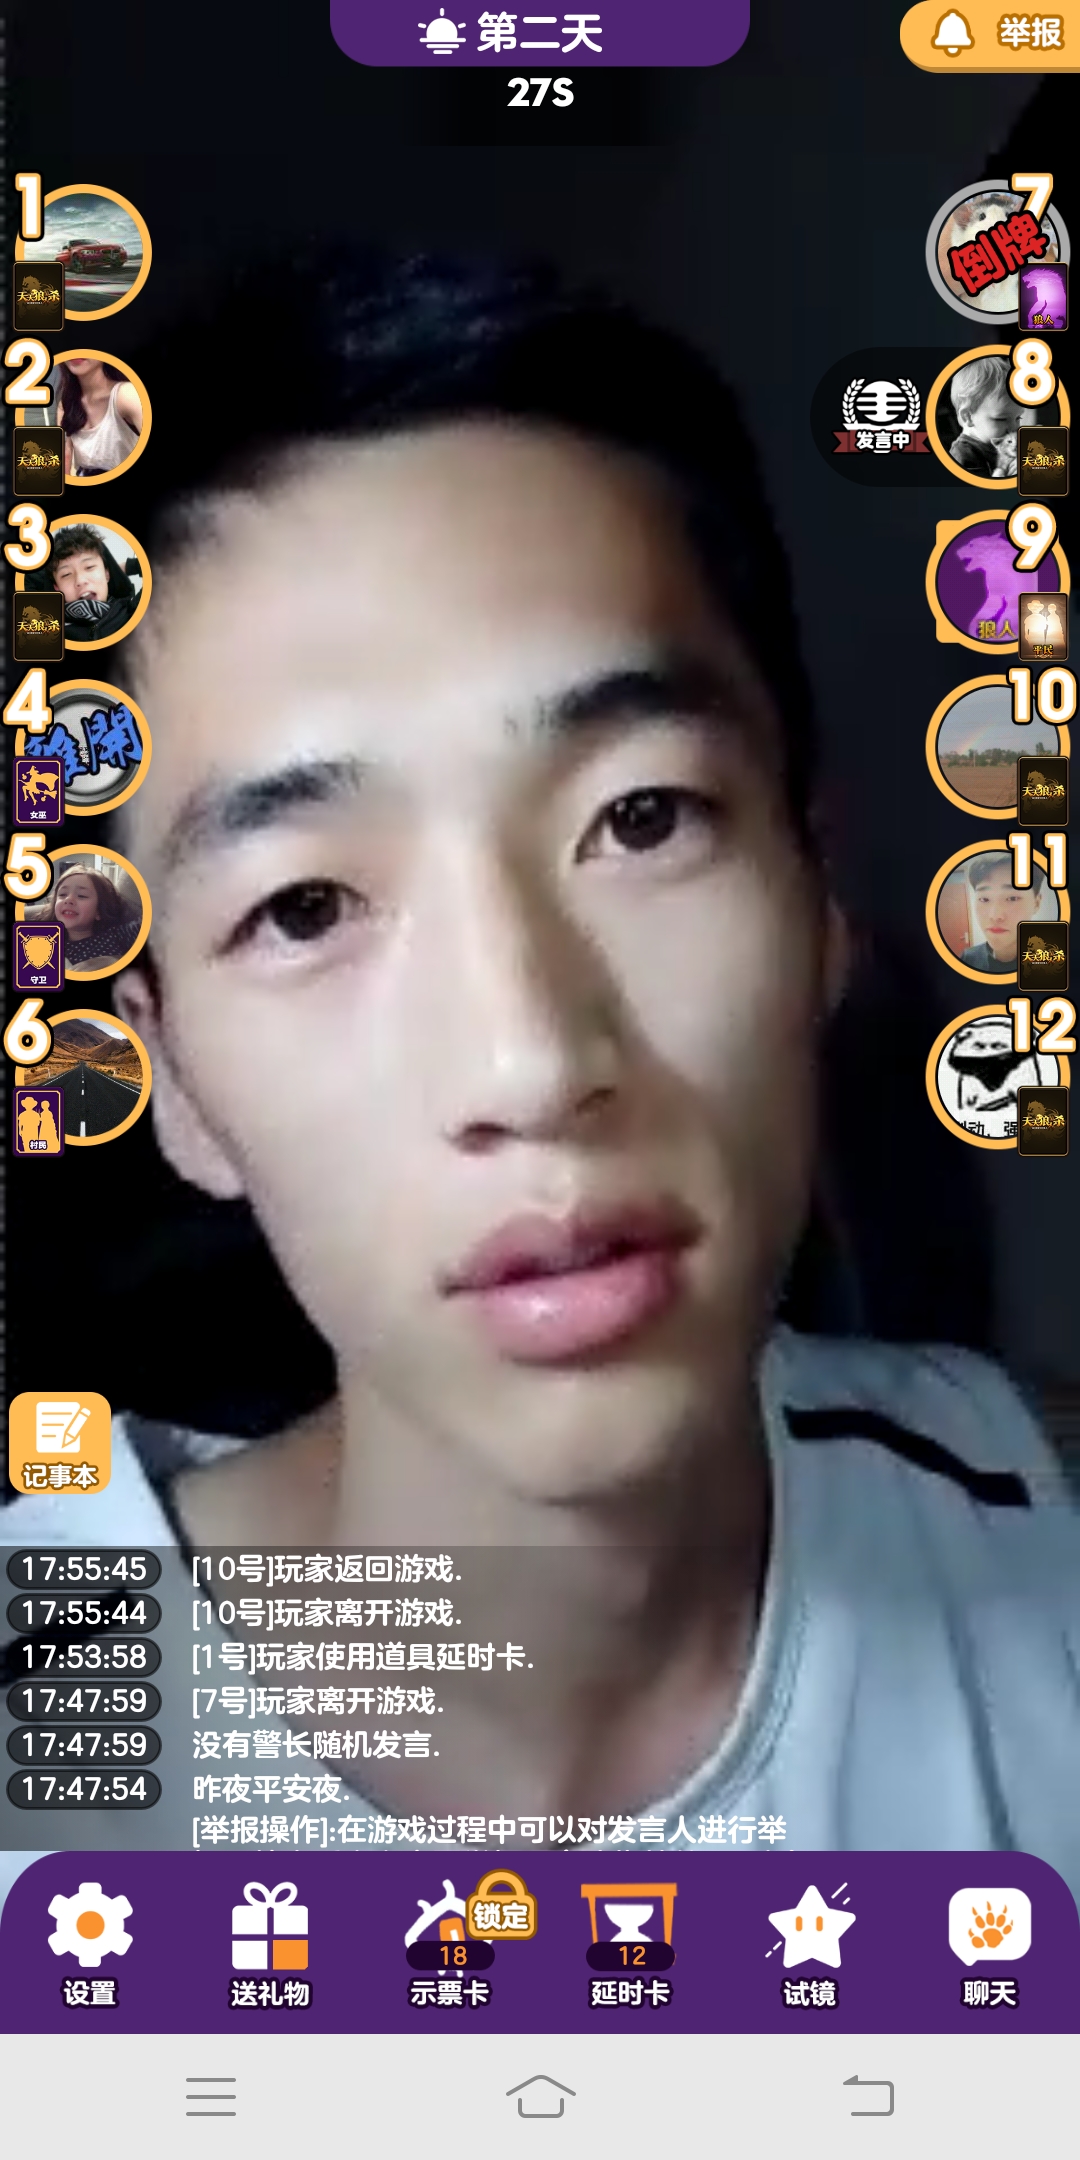 第二天
举报
27S
1
天天狼杀
2
天天狼杀
3
天天狼杀
4
女巫
5
守卫
6
村民
7
倒牌
狼人
8
发言中
天天狼杀
9
狼人
平民
10
天天狼杀
11
天天狼杀
12
天天狼杀
记事本
17:55:45 [10号]玩家返回游戏.
17:55:44 [10号]玩家离开游戏.
17:53:58 [1号]玩家使用道具延时卡.
17:47:59 [7号]玩家离开游戏.
17:47:59 没有警长随机发言.
17:47:54 昨夜平安夜.
[举报操作]:在游戏过程中可以对发言人进行举
锁定
18
12
设置
送礼物
示票卡
延时卡
试镜
聊天